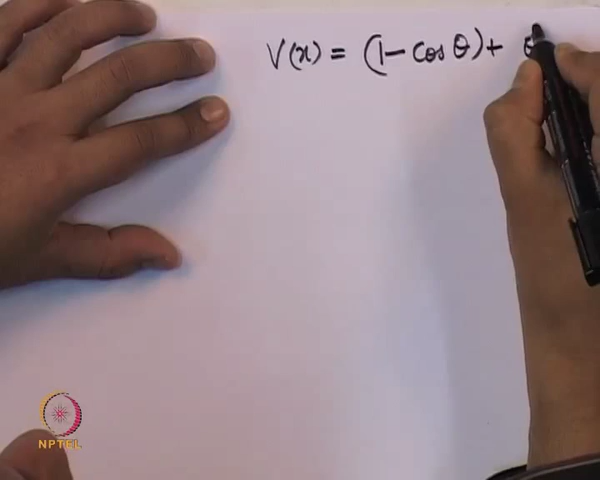 V(x) = (1 - cos θ) +
NPTEL